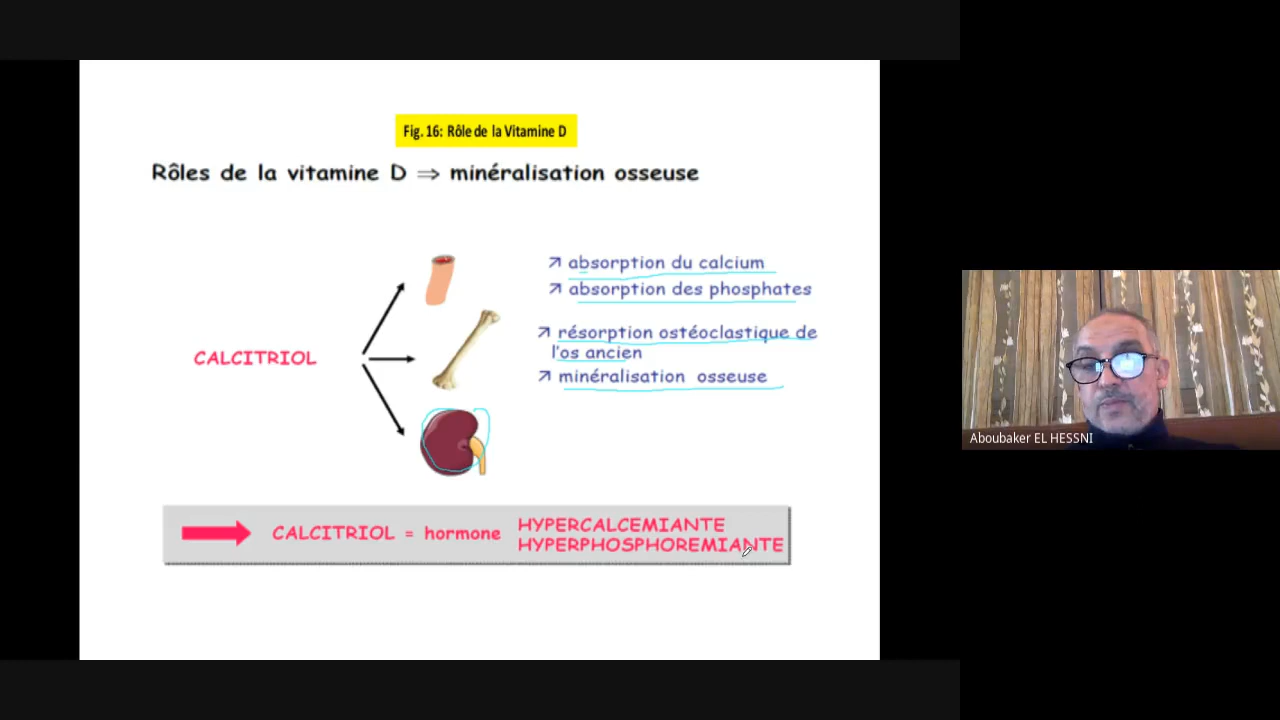 Fig. 16: Rôle de la Vitamine D
Rôles de la vitamine D ⇒ minéralisation osseuse
↗ absorption du calcium
↗ absorption des phosphates
↗ résorption ostéoclastique de
l'os ancien
↗ minéralisation osseuse
CALCITRIOL
CALCITRIOL = hormone
HYPERCALCEMIANTE
HYPERPHOSPHOREMIANTE
Aboubaker EL HESSNI